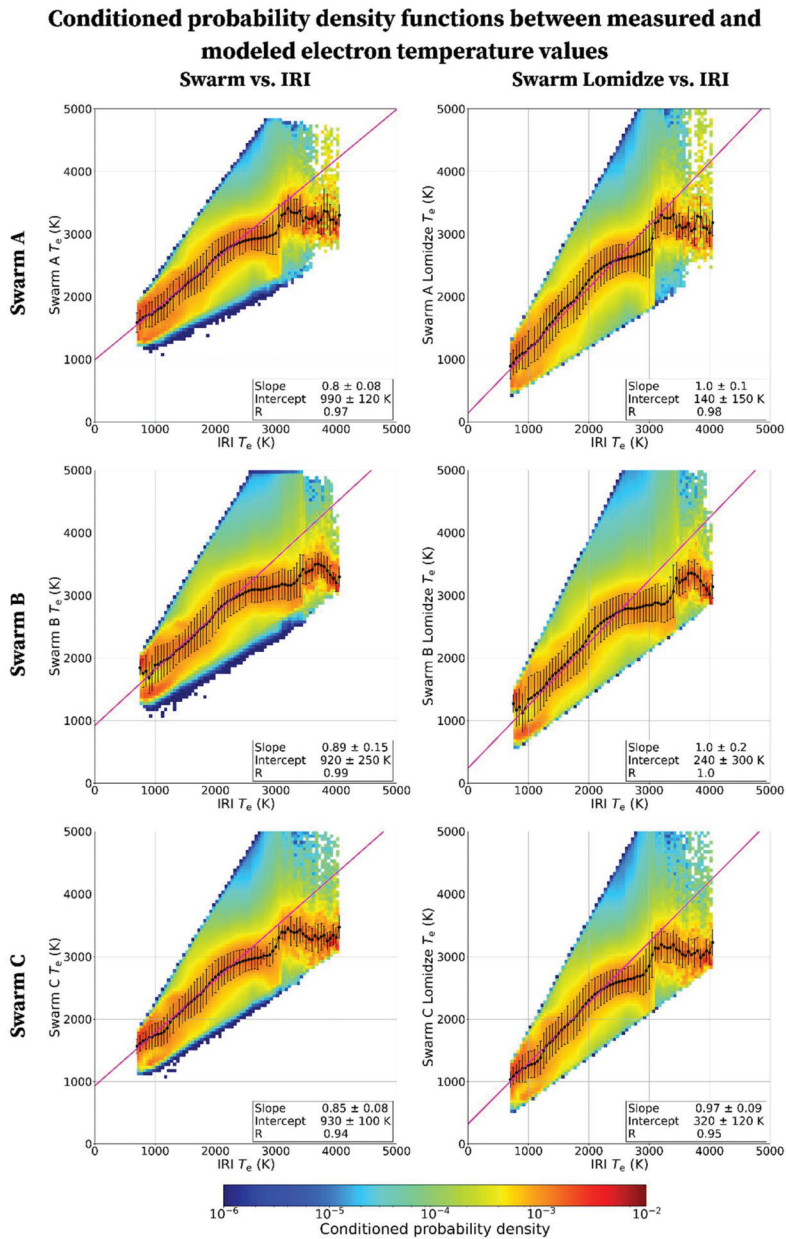 Conditioned probability density functions between measured and
modeled electron temperature values
Swarm vs. IRI
Swarm Lomidze vs. IRI
Swarm A
5000
4000
3000
2000
1000
0
Swarm A Te (K)
Slope 0.8 ± 0.08
Intercept 990 ± 120 K
R 0.97
0 1000 2000 3000 4000 5000
IRI Te (K)
5000
4000
3000
2000
1000
0
Swarm A Lomidze Te (K)
Slope 1.0 ± 0.1
Intercept 140 ± 150 K
R 0.98
0 1000 2000 3000 4000 5000
IRI Te (K)
Swarm B
5000
4000
3000
2000
1000
0
Swarm B Te (K)
Slope 0.89 ± 0.15
Intercept 920 ± 250 K
R 0.99
0 1000 2000 3000 4000 5000
IRI Te (K)
5000
4000
3000
2000
1000
0
Swarm B Lomidze Te (K)
Slope 1.0 ± 0.2
Intercept 240 ± 300 K
R 1.0
0 1000 2000 3000 4000 5000
IRI Te (K)
Swarm C
5000
4000
3000
2000
1000
0
Swarm C Te (K)
Slope 0.85 ± 0.08
Intercept 930 ± 100 K
R 0.94
0 1000 2000 3000 4000 5000
IRI Te (K)
5000
4000
3000
2000
1000
0
Swarm C Lomidze Te (K)
Slope 0.97 ± 0.09
Intercept 320 ± 120 K
R 0.95
0 1000 2000 3000 4000 5000
IRI Te (K)
10⁻⁶ 10⁻⁵ 10⁻⁴ 10⁻³ 10⁻²
Conditioned probability density